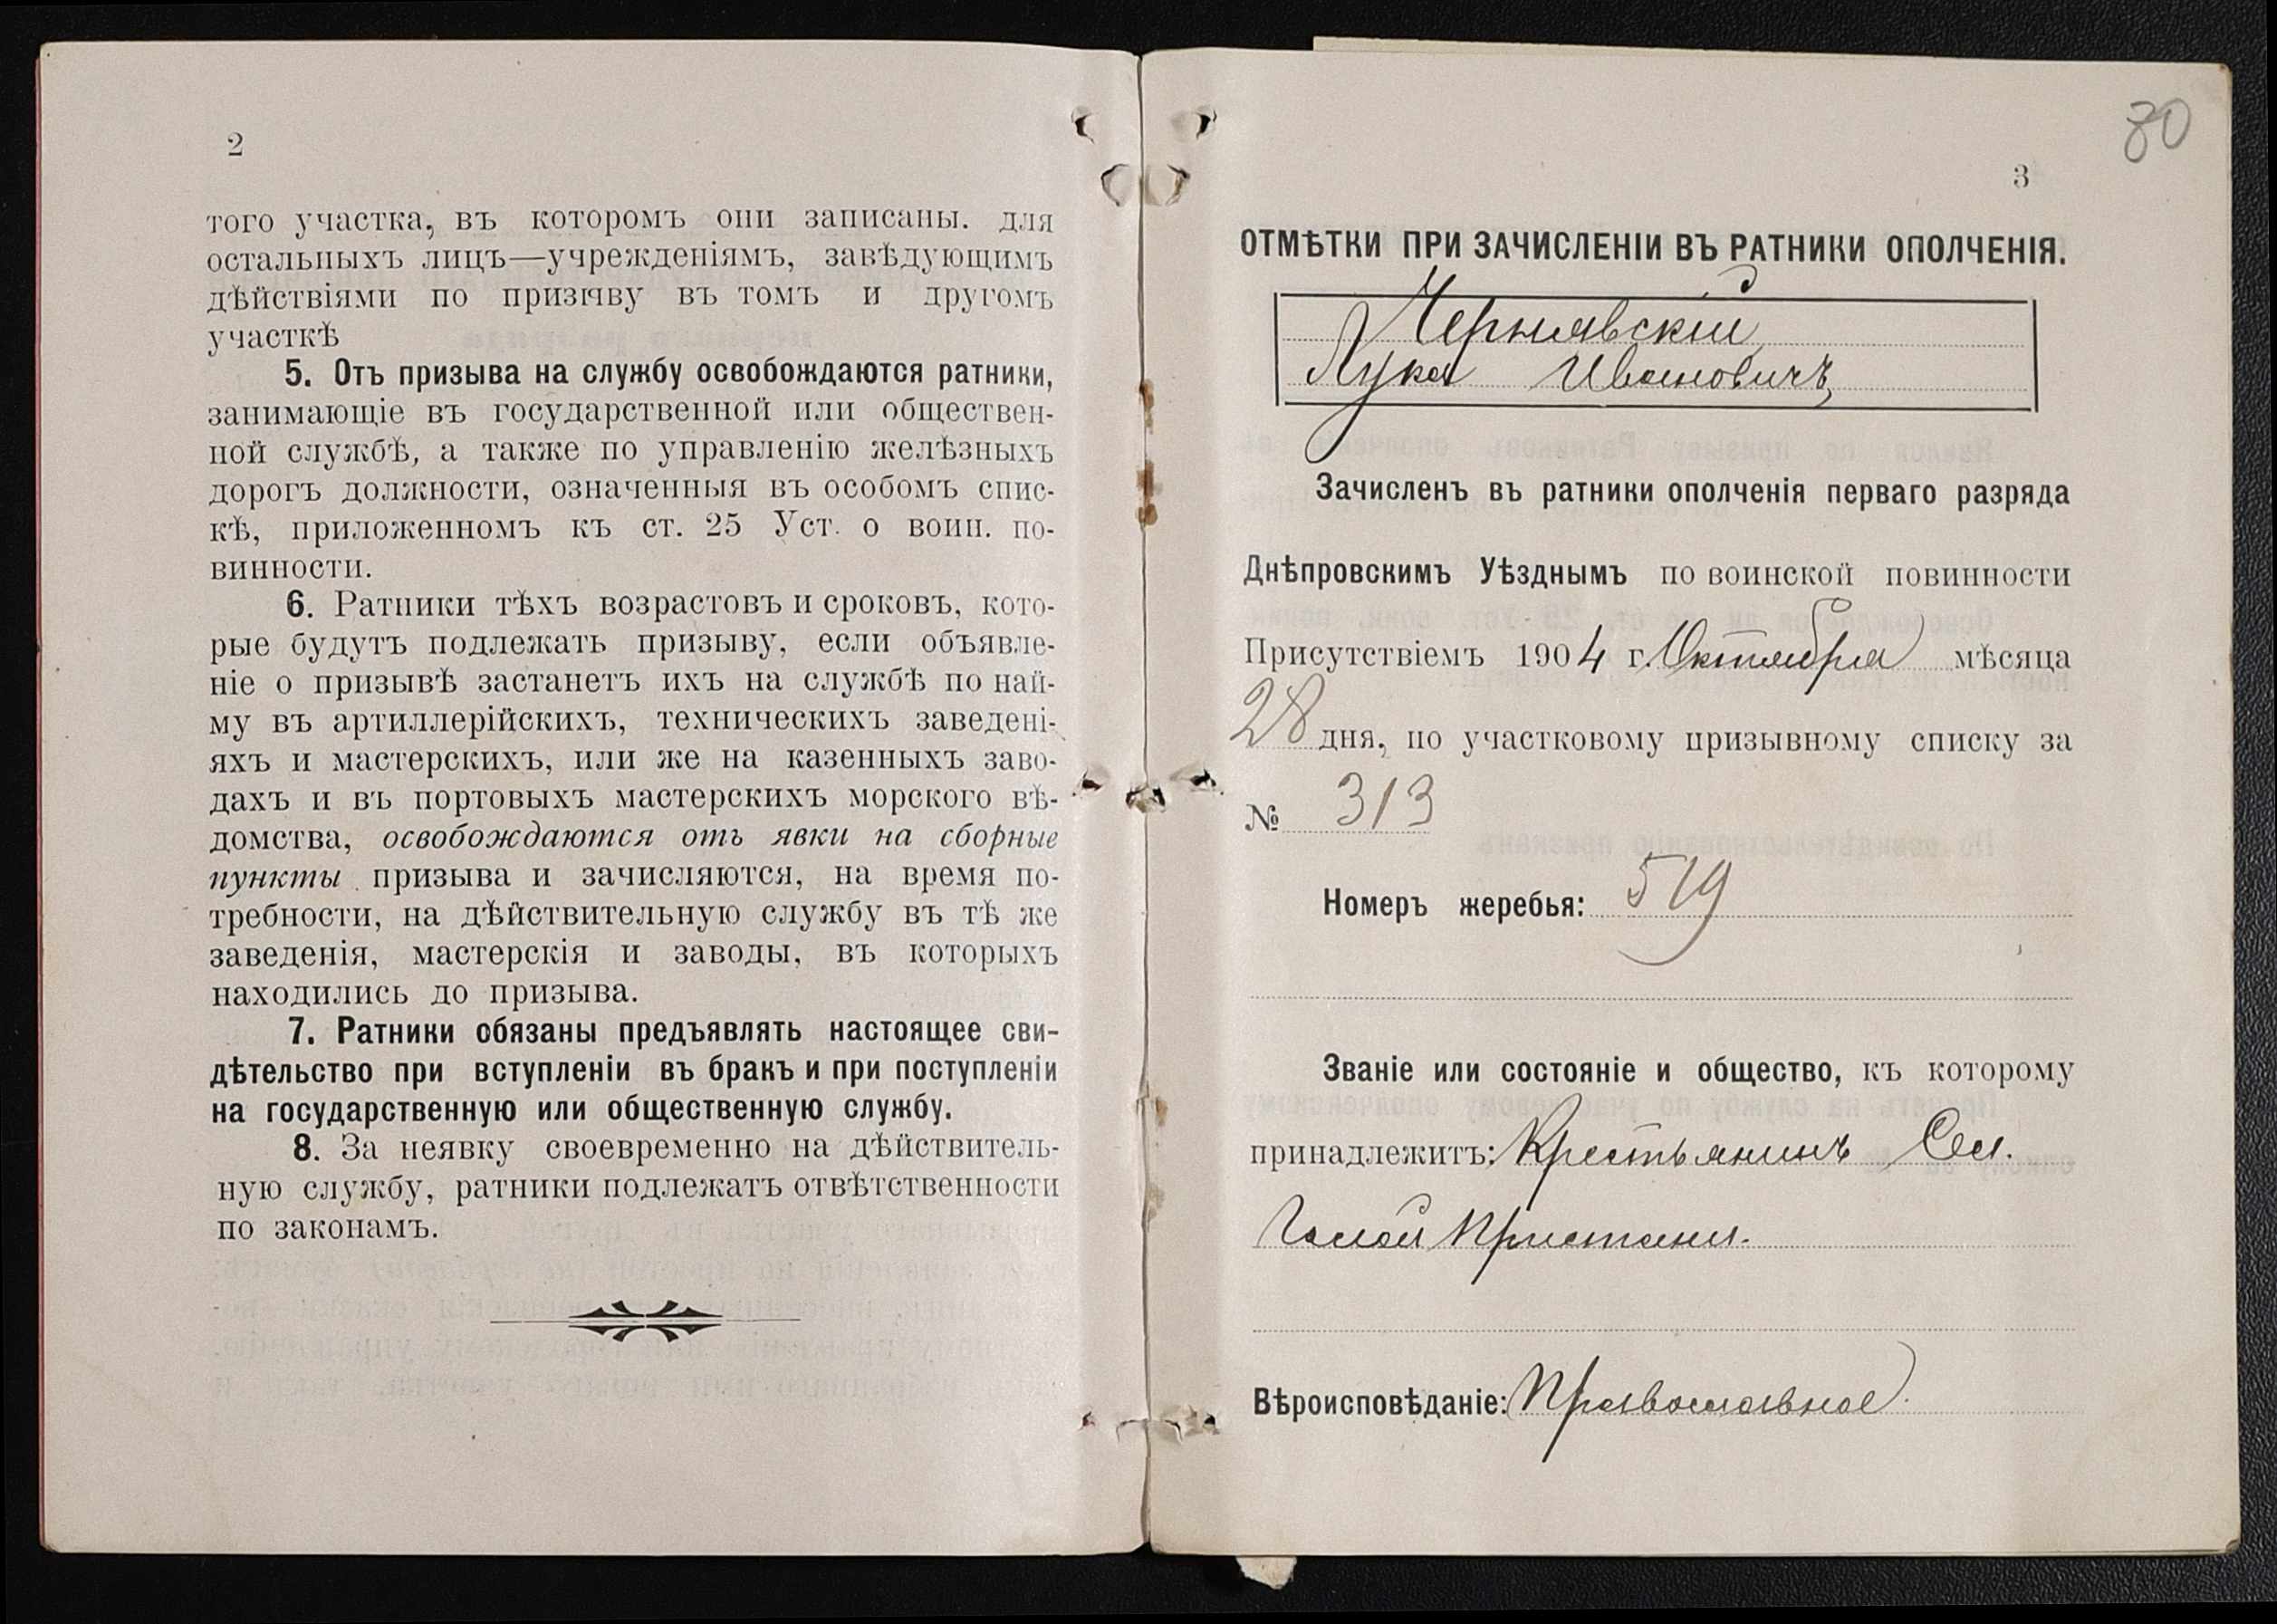 2
того участка, въ которомъ они записаны. для
остальныхъ лицъ—учрежденіямъ, завѣдующимъ
дѣйствіями по призыву въ томъ и другомъ
участкѣ
5. Отъ призыва на службу освобождаются ратники,
занимающіе въ государственной или обществен-
ной службѣ, а также по управленію желѣзныхъ
дорогъ должности, означенныя въ особомъ спис-
кѣ, приложенномъ къ ст. 25 Уст. о воин. по-
винности.
6. Ратники тѣхъ возрастовъ и сроковъ, кото-
рые будутъ подлежать призыву, если объявле-
ніе о призывѣ застанетъ ихъ на службѣ по най-
му въ артиллерійскихъ, техническихъ заведені-
яхъ и мастерскихъ, или же на казенныхъ заво-
дахъ и въ портовыхъ мастерскихъ морского вѣ-
домства, освобождаются отъ явки на сборные
пункты призыва и зачисляются, на время по-
требности, на дѣйствительную службу въ тѣ же
заведенія, мастерскія и заводы, въ которыхъ
находились до призыва.
7. Ратники обязаны предъявлять настоящее сви-
дѣтельство при вступленіи въ бракъ и при поступленіи
на государственную или общественную службу.
8. За неявку своевременно на дѣйствитель-
ную службу, ратники подлежатъ отвѣтственности
по законамъ.
80
3
ОТМѢТКИ ПРИ ЗАЧИСЛЕНІИ ВЪ РАТНИКИ ОПОЛЧЕНІЯ.
Чернявскій
Лука Ивановичъ
Зачисленъ въ ратники ополченія перваго разряда
Днѣпровскимъ Уѣзднымъ по воинской повинности
Присутствіемъ 1904 г. Октября мѣсяца
28 дня, по участковому призывному списку за
№ 313
Номеръ жеребья: 519
Званіе или состояніе и общество, къ которому
принадлежитъ: Крестьянинъ Сел.
Голой Пристани.
Вѣроисповѣданіе: Православное.